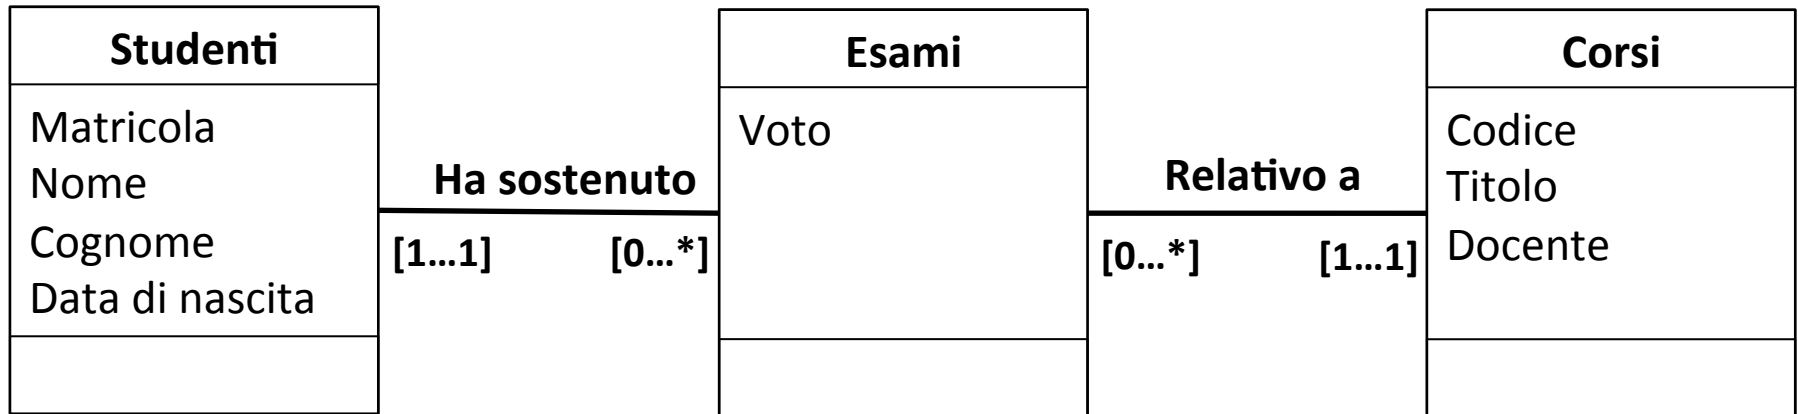 Studenti
Matricola
Nome
Cognome
Data di nascita
Ha sostenuto
[1...1] [0...*]
Esami
Voto
Relativo a
[0...*] [1...1]
Corsi
Codice
Titolo
Docente